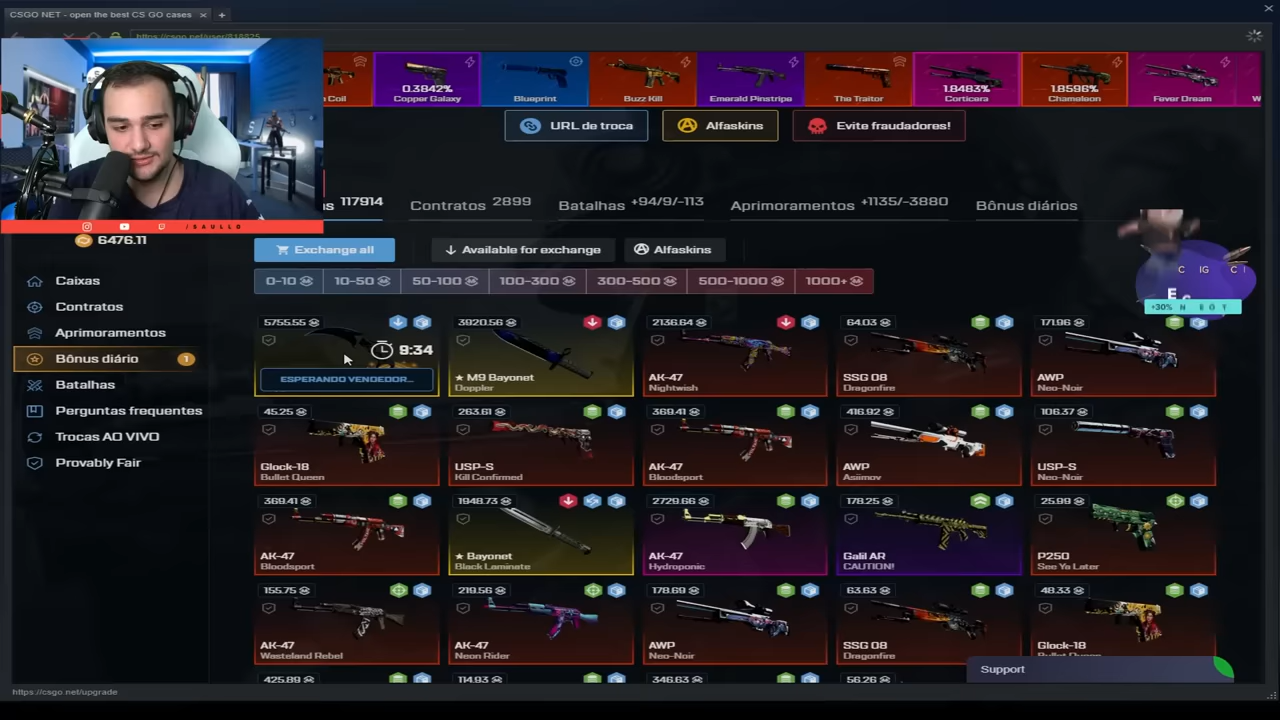 CSGO NET - open the best CS GO cases
https://csgo.net/user/818525
Coil
0.3842%
Copper Galaxy
Blueprint
Buzz Kill
Emerald Pinstripe
The Traitor
1.8483%
Corticera
1.8596%
Chameleon
Fever Dream
URL de troca
Alfaskins
Evite fraudadores!
117914
Contratos 2899
Batalhas +94/9/-113
Aprimoramentos +1135/-3880
Bônus diários
/SAULLO
6476.11
Exchange all
Available for exchange
Alfaskins
0-10
10-50
50-100
100-300
300-500
500-1000
1000+
Caixas
Contratos
Aprimoramentos
Bônus diário 1
Batalhas
Perguntas frequentes
Trocas AO VIVO
Provably Fair
+30%
5755.55
9:34
ESPERANDO VENDEDOR...
3920.56
★ M9 Bayonet
Doppler
2136.64
AK-47
Nightwish
64.03
SSG 08
Dragonfire
171.96
AWP
Neo-Noir
45.25
Glock-18
Bullet Queen
263.61
USP-S
Kill Confirmed
369.41
AK-47
Bloodsport
416.92
AWP
Asiimov
106.37
USP-S
Neo-Noir
369.41
AK-47
Bloodsport
1948.73
★ Bayonet
Black Laminate
2729.66
AK-47
Hydroponic
178.25
Galil AR
CAUTION!
25.99
P250
See Ya Later
155.75
AK-47
Wasteland Rebel
219.56
AK-47
Neon Rider
178.69
AWP
Neo-Noir
63.63
SSG 08
Dragonfire
48.33
Glock-18
Bullet Queen
425.89
114.93
346.63
56.26
Support
https://csgo.net/upgrade